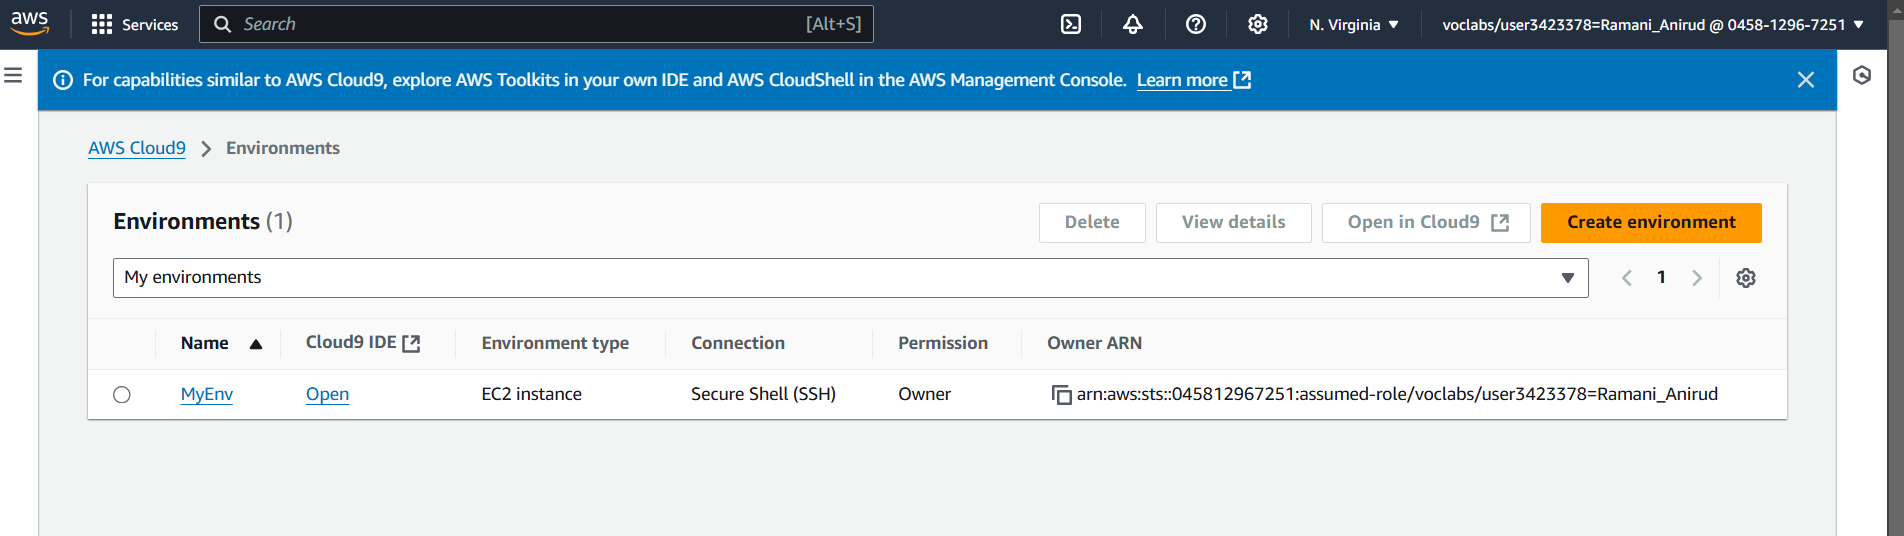 aws Services Search [Alt+S] N. Virginia voclabs/user3423378=Ramani_Anirud @ 0458-1296-7251
For capabilities similar to AWS Cloud9, explore AWS Toolkits in your own IDE and AWS CloudShell in the AWS Management Console. Learn more
AWS Cloud9 > Environments
Environments (1) Delete View details Open in Cloud9 Create environment
My environments 1
Name Cloud9 IDE Environment type Connection Permission Owner ARN
MyEnv Open EC2 instance Secure Shell (SSH) Owner arn:aws:sts::045812967251:assumed-role/voclabs/user3423378=Ramani_Anirud